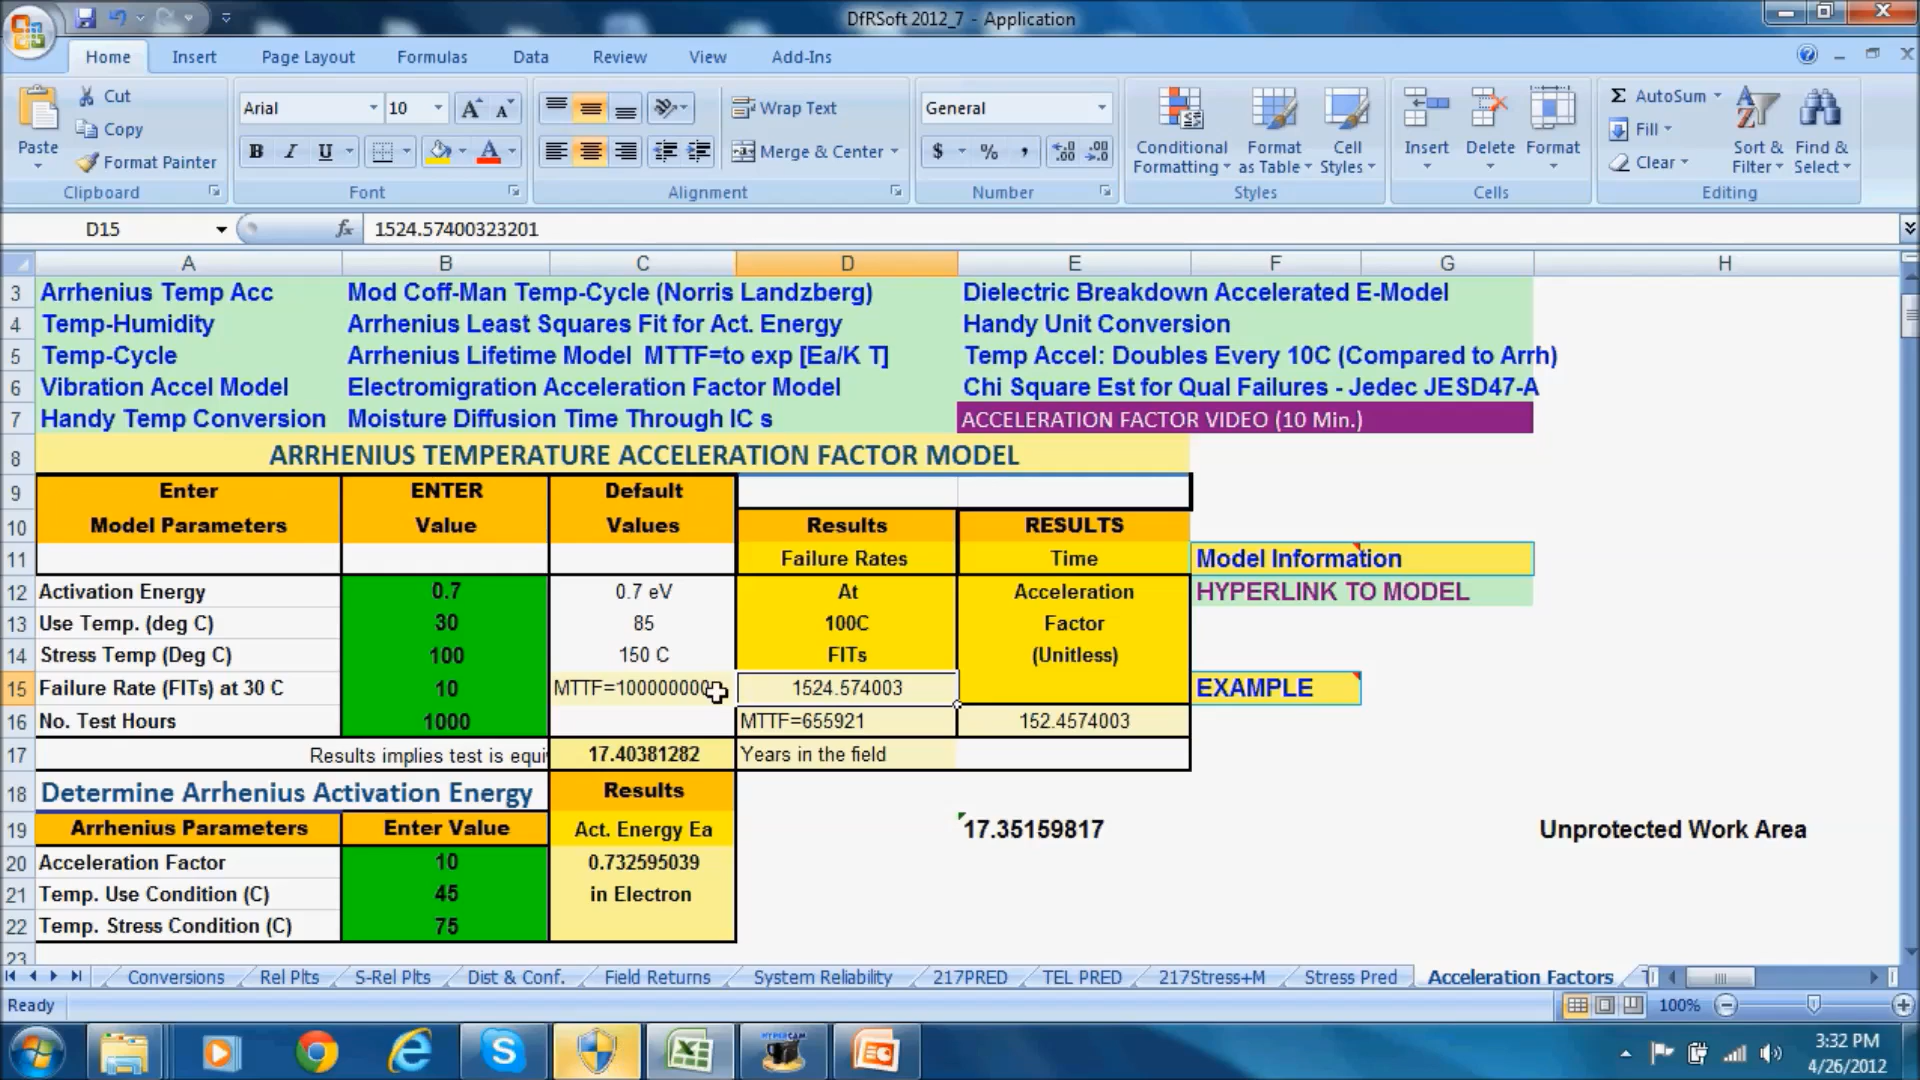 DfRSoft 2012_7 - Application
Home Insert Page Layout Formulas Data Review View Add-Ins
Paste Cut Copy Format Painter Clipboard
Arial 10 B I U Font
Wrap Text Merge & Center Alignment
General $ % , Number
Conditional Formatting Format as Table Cell Styles Styles
Insert Delete Format Cells
Σ AutoSum Fill Clear Sort & Filter Find & Select Editing
D15 fx 1524.57400323201
A B C D E F G H
3 Arrhenius Temp Acc Mod Coff-Man Temp-Cycle (Norris Landzberg) Dielectric Breakdown Accelerated E-Model
4 Temp-Humidity Arrhenius Least Squares Fit for Act. Energy Handy Unit Conversion
5 Temp-Cycle Arrhenius Lifetime Model MTTF=to exp [Ea/K T] Temp Accel: Doubles Every 10C (Compared to Arrh)
6 Vibration Accel Model Electromigration Acceleration Factor Model Chi Square Est for Qual Failures - Jedec JESD47-A
7 Handy Temp Conversion Moisture Diffusion Time Through IC s ACCELERATION FACTOR VIDEO (10 Min.)
8 ARRHENIUS TEMPERATURE ACCELERATION FACTOR MODEL
9 Enter ENTER Default
10 Model Parameters Value Values Results RESULTS
11 Failure Rates Time Model Information
12 Activation Energy 0.7 0.7 eV At Acceleration HYPERLINK TO MODEL
13 Use Temp. (deg C) 30 85 100C Factor
14 Stress Temp (Deg C) 100 150 C FITs (Unitless)
15 Failure Rate (FITs) at 30 C 10 1524.574003 EXAMPLE
16 No. Test Hours 1000 MTTF=655921 152.4574003
17 Results implies test is equi 17.40381282 Years in the field
18 Determine Arrhenius Activation Energy Results
19 Arrhenius Parameters Enter Value Act. Energy Ea 17.35159817 Unprotected Work Area
20 Acceleration Factor 10 0.732595039
21 Temp. Use Condition (C) 45 in Electron
22 Temp. Stress Condition (C) 75
23
Conversions Rel Plts S-Rel Plts Dist & Conf. Field Returns System Reliability 217PRED TEL PRED 217Stress+M Stress Pred Acceleration Factors
Ready 100%
3:32 PM
4/26/2012